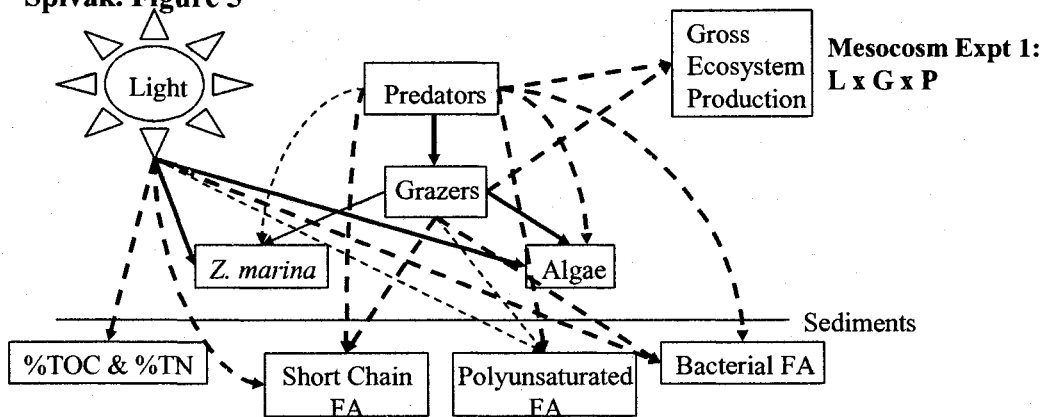 Spivak: Figure 3
Gross
Ecosystem
Production
Mesocosm Expt 1:
L x G x P
Light
Predators
Grazers
Z. marina
Algae
Sediments
%TOC & %TN
Short Chain
FA
Polyunsaturated
FA
Bacterial FA